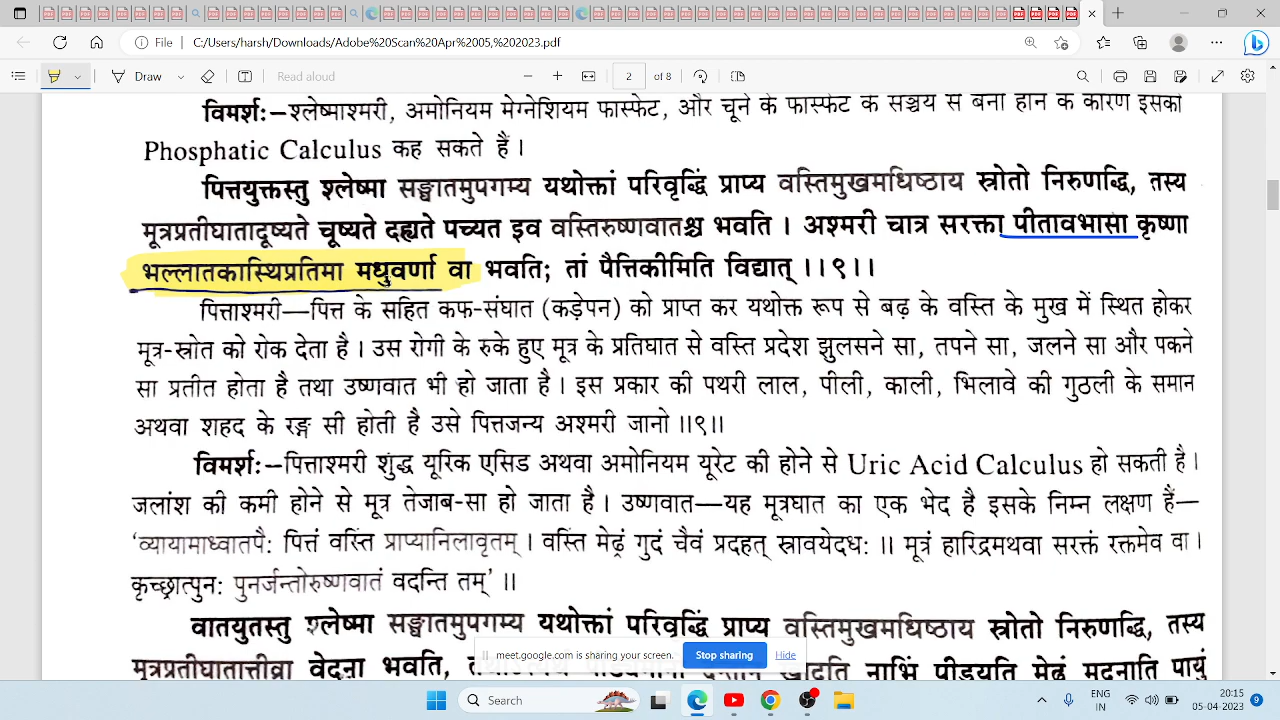 File
C:/Users/harsh/Downloads/Adobe%20Scan%20Apr%2005,%202023.pdf
Draw
Read aloud
2 of 8
विमर्श:–श्लेष्माश्मरी, अमोनियम मेग्नेशियम फास्फेट, और चूने के फास्फेट के सञ्चय से बनी होने के कारण इसको
Phosphatic Calculus कह सकते हैं।
पित्तयुक्तस्तु श्लेष्मा सङ्घातमुपगम्य यथोक्तां परिवृद्धिं प्राप्य वस्तिमुखमधिष्ठाय स्रोतो निरुणद्धि, तस्य
मूत्रप्रतीघातादूष्यते चूष्यते दह्यते पच्यत इव वस्तिरुष्णवातश्च भवति। अश्मरी चात्र सरक्ता पीतावभासा कृष्णा
भल्लातकास्थिप्रतिमा मधुवर्णा वा भवति; तां पैत्तिकीमिति विद्यात्।।९।।
पित्ताश्मरी—पित्त के सहित कफ-संघात (कड़ेपन) को प्राप्त कर यथोक्त रूप से बढ़ के वस्ति के मुख में स्थित होकर
मूत्र-स्रोत को रोक देता है। उस रोगी के रुके हुए मूत्र के प्रतिघात से वस्ति प्रदेश झुलसने सा, तपने सा, जलने सा और पकने
सा प्रतीत होता है तथा उष्णवात भी हो जाता है। इस प्रकार की पथरी लाल, पीली, काली, भिलावे की गुठली के समान
अथवा शहद के रङ्ग सी होती है उसे पित्तजन्य अश्मरी जानो।।९।।
विमर्श:–पित्ताश्मरी शुद्ध यूरिक एसिड अथवा अमोनियम यूरेट की होने से Uric Acid Calculus हो सकती है।
जलांश की कमी होने से मूत्र तेजाब-सा हो जाता है। उष्णवात—यह मूत्रघात का एक भेद है इसके निम्न लक्षण हैं—
'व्यायामाध्वातपै: पित्तं वस्तिं प्राप्यानिलावृतम्। वस्तिं मेढ्रं गुदं चैवं प्रदहत् स्रावयेदध:।। मूत्रं हारिद्रमथवा सरक्तं रक्तमेव वा।
कृच्छ्रात्पुन: पुनर्जन्तोरुष्णवातं वदन्ति तम्'।।
वातयुतस्तु श्लेष्मा सङ्घातमुपगम्य यथोक्तां परिवृद्धिं प्राप्य वस्तिमुखमधिष्ठाय स्रोतो निरुणद्धि, तस्य
मूत्रप्रतीघातात्तीव्रा वेदना भवति, खादति नाभिं पीडयति मेढ्रं मृदनाति पायुं
meet.google.com is sharing your screen. Stop sharing Hide
Search
ENG
IN
20:15
05-04-2023
9